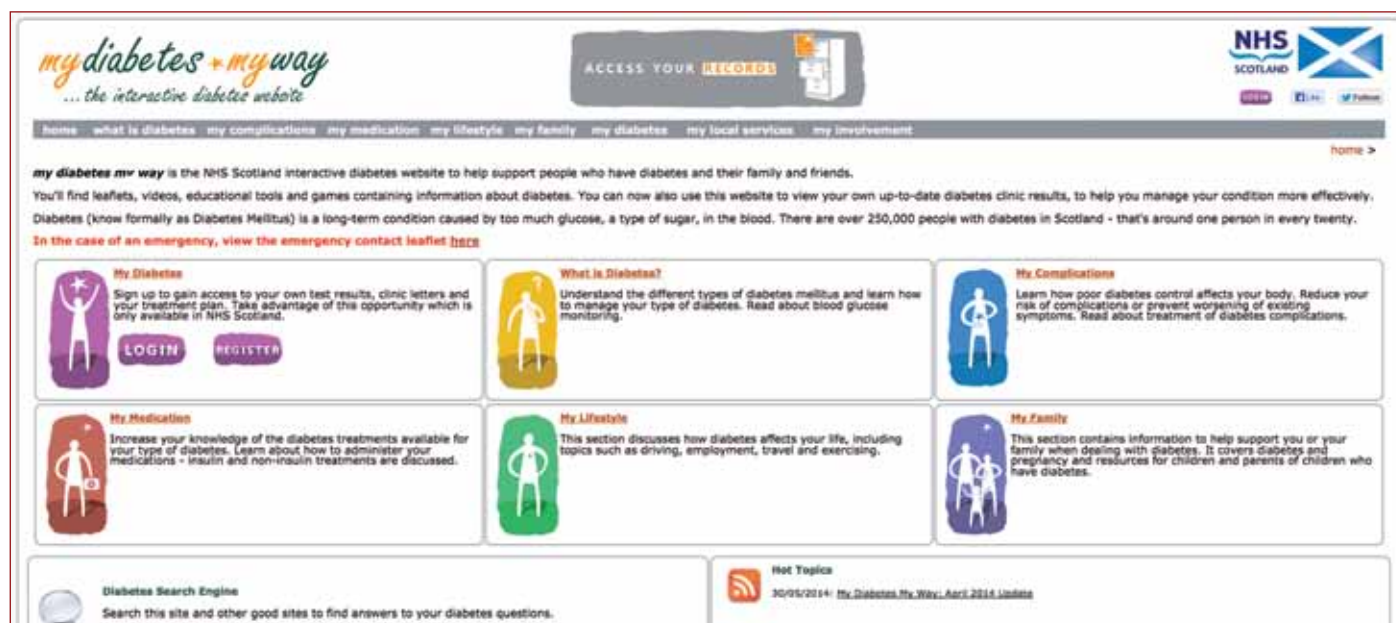 my diabetes my way
... the interactive diabetes website
ACCESS YOUR RECORDS
NHS
SCOTLAND
LOGIN
Like
Follow
home what is diabetes my complications my medication my lifestyle my family my diabetes my local services my involvement
home >
my diabetes my way is the NHS Scotland interactive diabetes website to help support people who have diabetes and their family and friends.
You'll find leaflets, videos, educational tools and games containing information about diabetes. You can now also use this website to view your own up-to-date diabetes clinic results, to help you manage your condition more effectively.
Diabetes (know formally as Diabetes Mellitus) is a long-term condition caused by too much glucose, a type of sugar, in the blood. There are over 250,000 people with diabetes in Scotland - that's around one person in every twenty.
In the case of an emergency, view the emergency contact leaflet here
My Diabetes
Sign up to gain access to your own test results, clinic letters and
your treatment plan. Take advantage of this opportunity which is
only available in NHS Scotland.
LOGIN REGISTER
What is Diabetes?
Understand the different types of diabetes mellitus and learn how
to manage your type of diabetes. Read about blood glucose
monitoring.
My Complications
Learn how poor diabetes control affects your body. Reduce your
risk of complications or prevent worsening of existing
symptoms. Read about treatment of diabetes complications.
My Medication
Increase your knowledge of the diabetes treatments available for
your type of diabetes. Learn about how to administer your
medications - insulin and non-insulin treatments are discussed.
My Lifestyle
This section discusses how diabetes affects your life, including
topics such as driving, employment, travel and exercising.
My Family
This section contains information to help support you or your
family when dealing with diabetes. It covers diabetes and
pregnancy and resources for children and parents of children who
have diabetes.
Diabetes Search Engine
Search this site and other good sites to find answers to your diabetes questions.
Hot Topics
30/05/2014: My Diabetes My Way: April 2014 Update